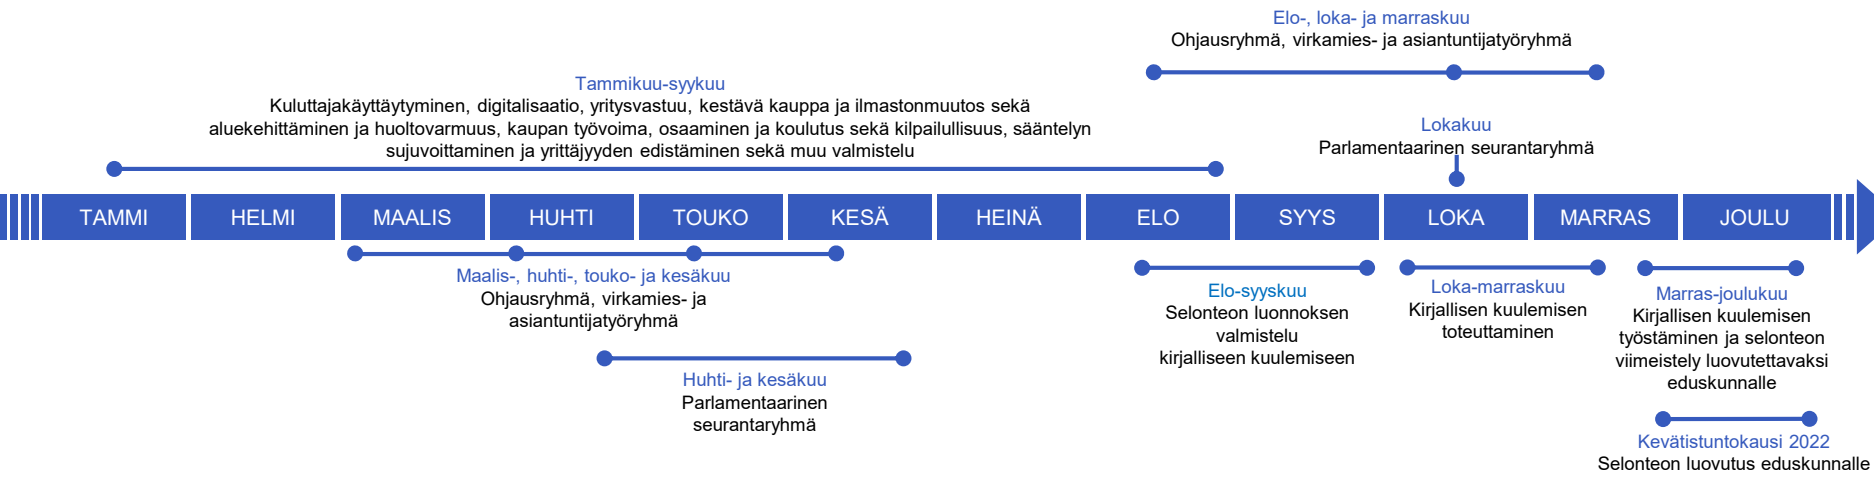 Elo-, loka- ja marraskuu
Ohjausryhmä, virkamies- ja asiantuntijatyöryhmä
Tammikuu-syykuu
Kuluttajakäyttäytyminen, digitalisaatio, yritysvastuu, kestävä kauppa ja ilmastonmuutos sekä
aluekehittäminen ja huoltovarmuus, kaupan työvoima, osaaminen ja koulutus sekä kilpailullisuus, sääntelyn
sujuvoittaminen ja yrittäjyyden edistäminen sekä muu valmistelu
Lokakuu
Parlamentaarinen seurantaryhmä
TAMMI
HELMI
MAALIS
HUHTI
TOUKO
KESÄ
HEINÄ
ELO
SYYS
LOKA
MARRAS
JOULU
Maalis-, huhti-, touko- ja kesäkuu
Ohjausryhmä, virkamies- ja
asiantuntijatyöryhmä
Huhti- ja kesäkuu
Parlamentaarinen
seurantaryhmä
Elo-syyskuu
Selonteon luonnoksen
valmistelu
kirjalliseen kuulemiseen
Loka-marraskuu
Kirjallisen kuulemisen
toteuttaminen
Marras-joulukuu
Kirjallisen kuulemisen
työstäminen ja selonteon
viimeistely luovutettavaksi
eduskunnalle
Kevätistuntokausi 2022
Selonteon luovutus eduskunnalle